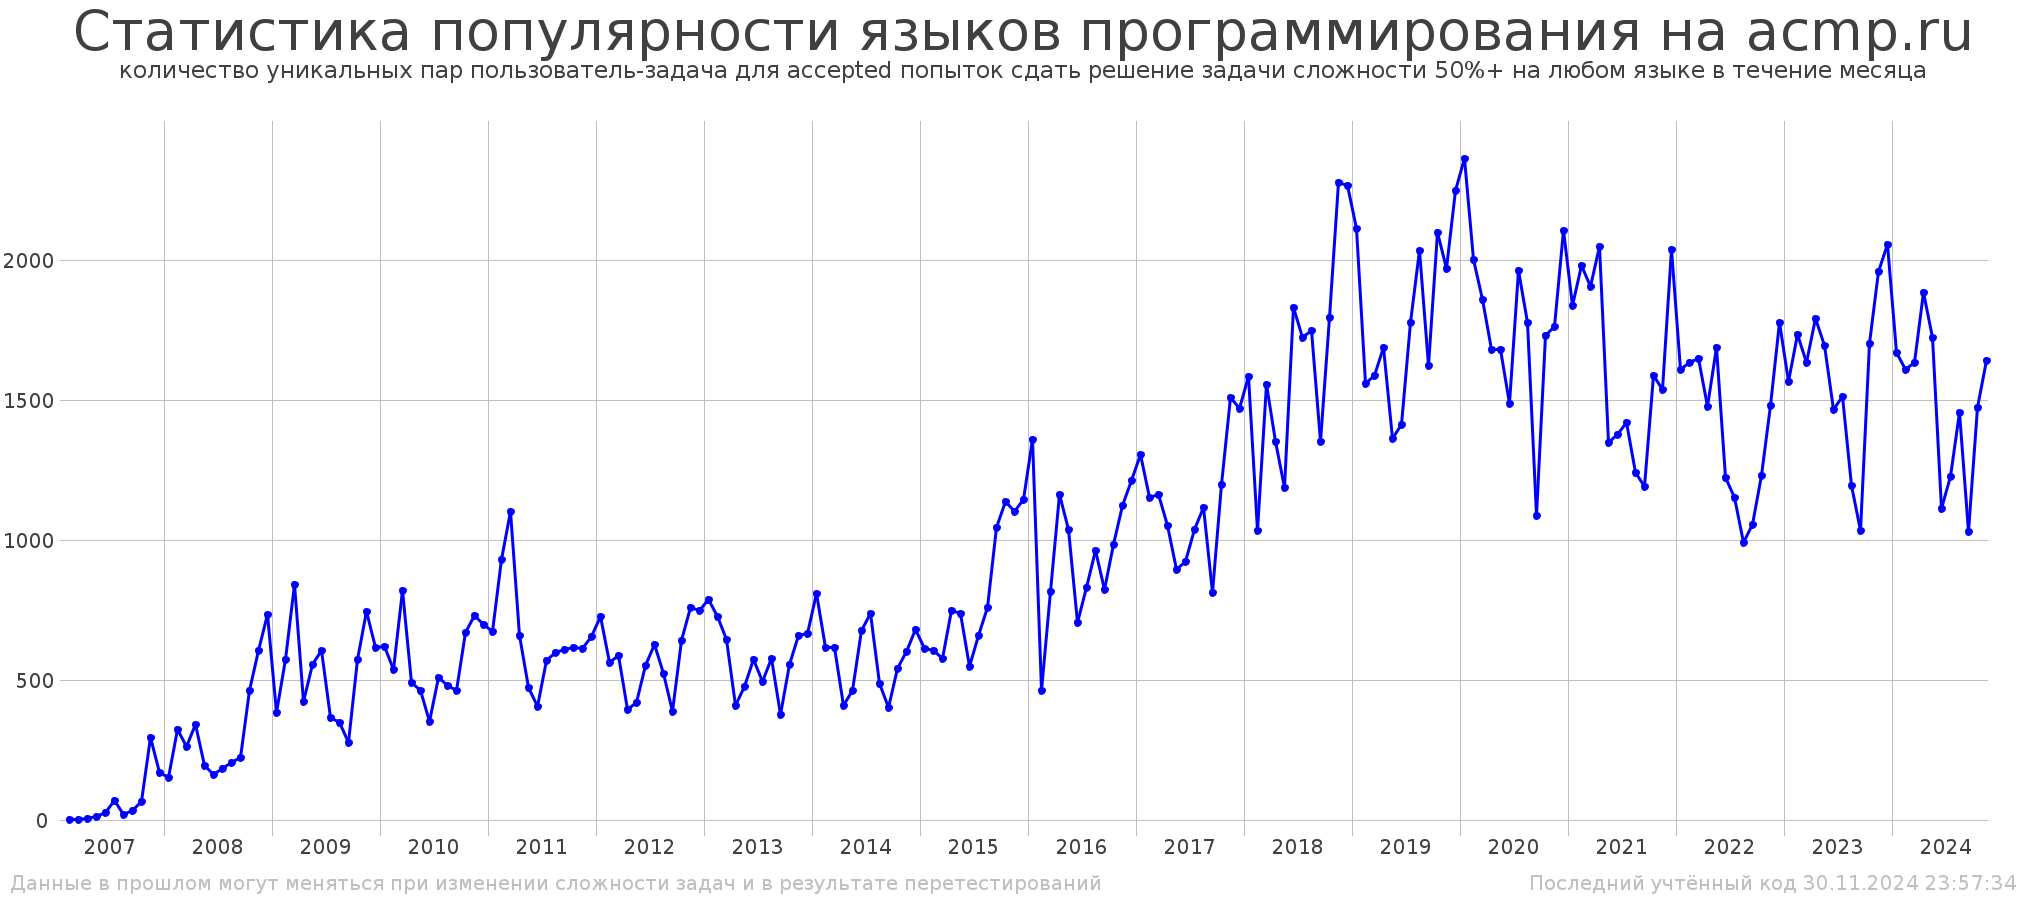 Статистика популярности языков программирования на acmp.ru
количество уникальных пар пользователь-задача для accepted попыток сдать решение задачи сложности 50%+ на любом языке в течение месяца
2000
1500
1000
500
0
2007 2008 2009 2010 2011 2012 2013 2014 2015 2016 2017 2018 2019 2020 2021 2022 2023 2024
Данные в прошлом могут меняться при изменении сложности задач и в результате перетестирований
Последний учтённый код 30.11.2024 23:57:34